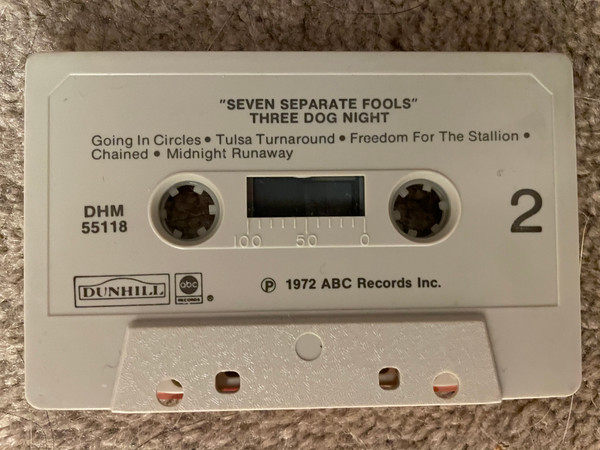 "SEVEN SEPARATE FOOLS"
THREE DOG NIGHT
Going In Circles • Tulsa Turnaround • Freedom For The Stallion •
Chained • Midnight Runaway
DHM
55118
100 50 0
2
DUNHILL
abc
RECORDS
®
℗ 1972 ABC Records Inc.